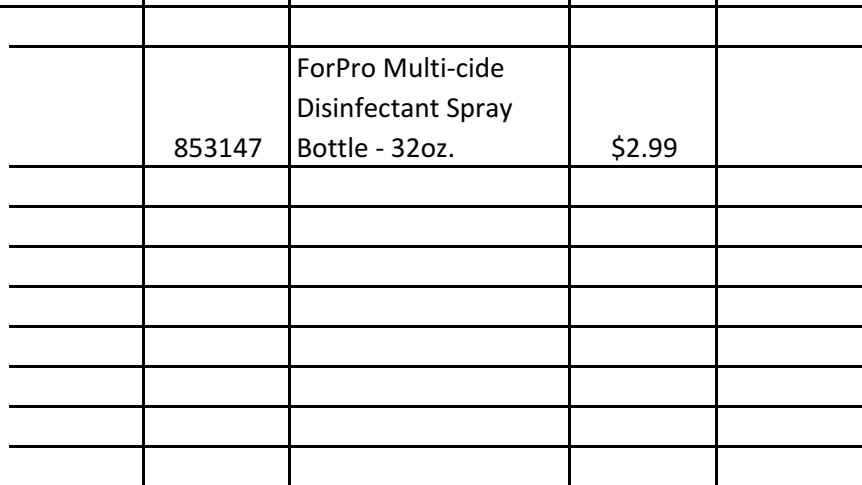 ForPro Multi-cide
Disinfectant Spray
853147 Bottle - 32oz. $2.99